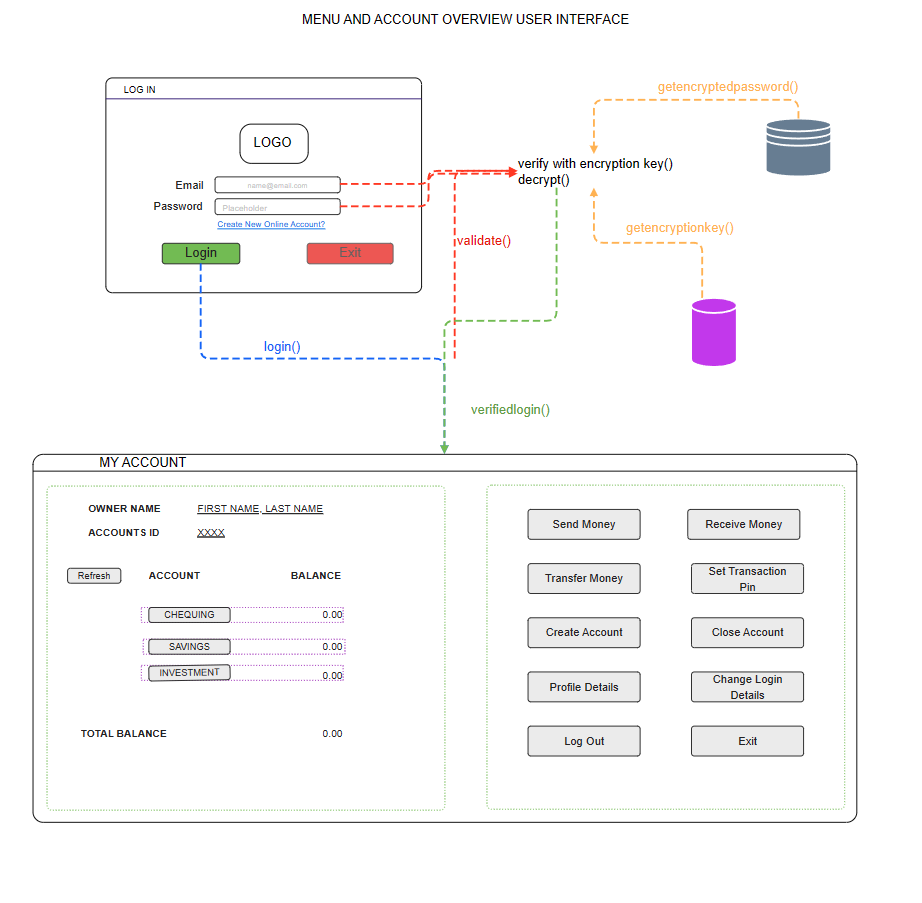 MENU AND ACCOUNT OVERVIEW USER INTERFACE
getencryptedpassword()
LOG IN
LOGO
verify with encryption key()
decrypt()
Email name@email.com
Password Placeholder
Create New Online Account?
getencryptionkey()
validate()
Login Exit
login()
verifiedlogin()
MY ACCOUNT
OWNER NAME FIRST NAME, LAST NAME
ACCOUNTS ID XXXX
Refresh ACCOUNT BALANCE
CHEQUING 0.00
SAVINGS 0.00
INVESTMENT 0.00
TOTAL BALANCE 0.00
Send Money Receive Money
Transfer Money Set Transaction
Pin
Create Account Close Account
Profile Details Change Login
Details
Log Out Exit